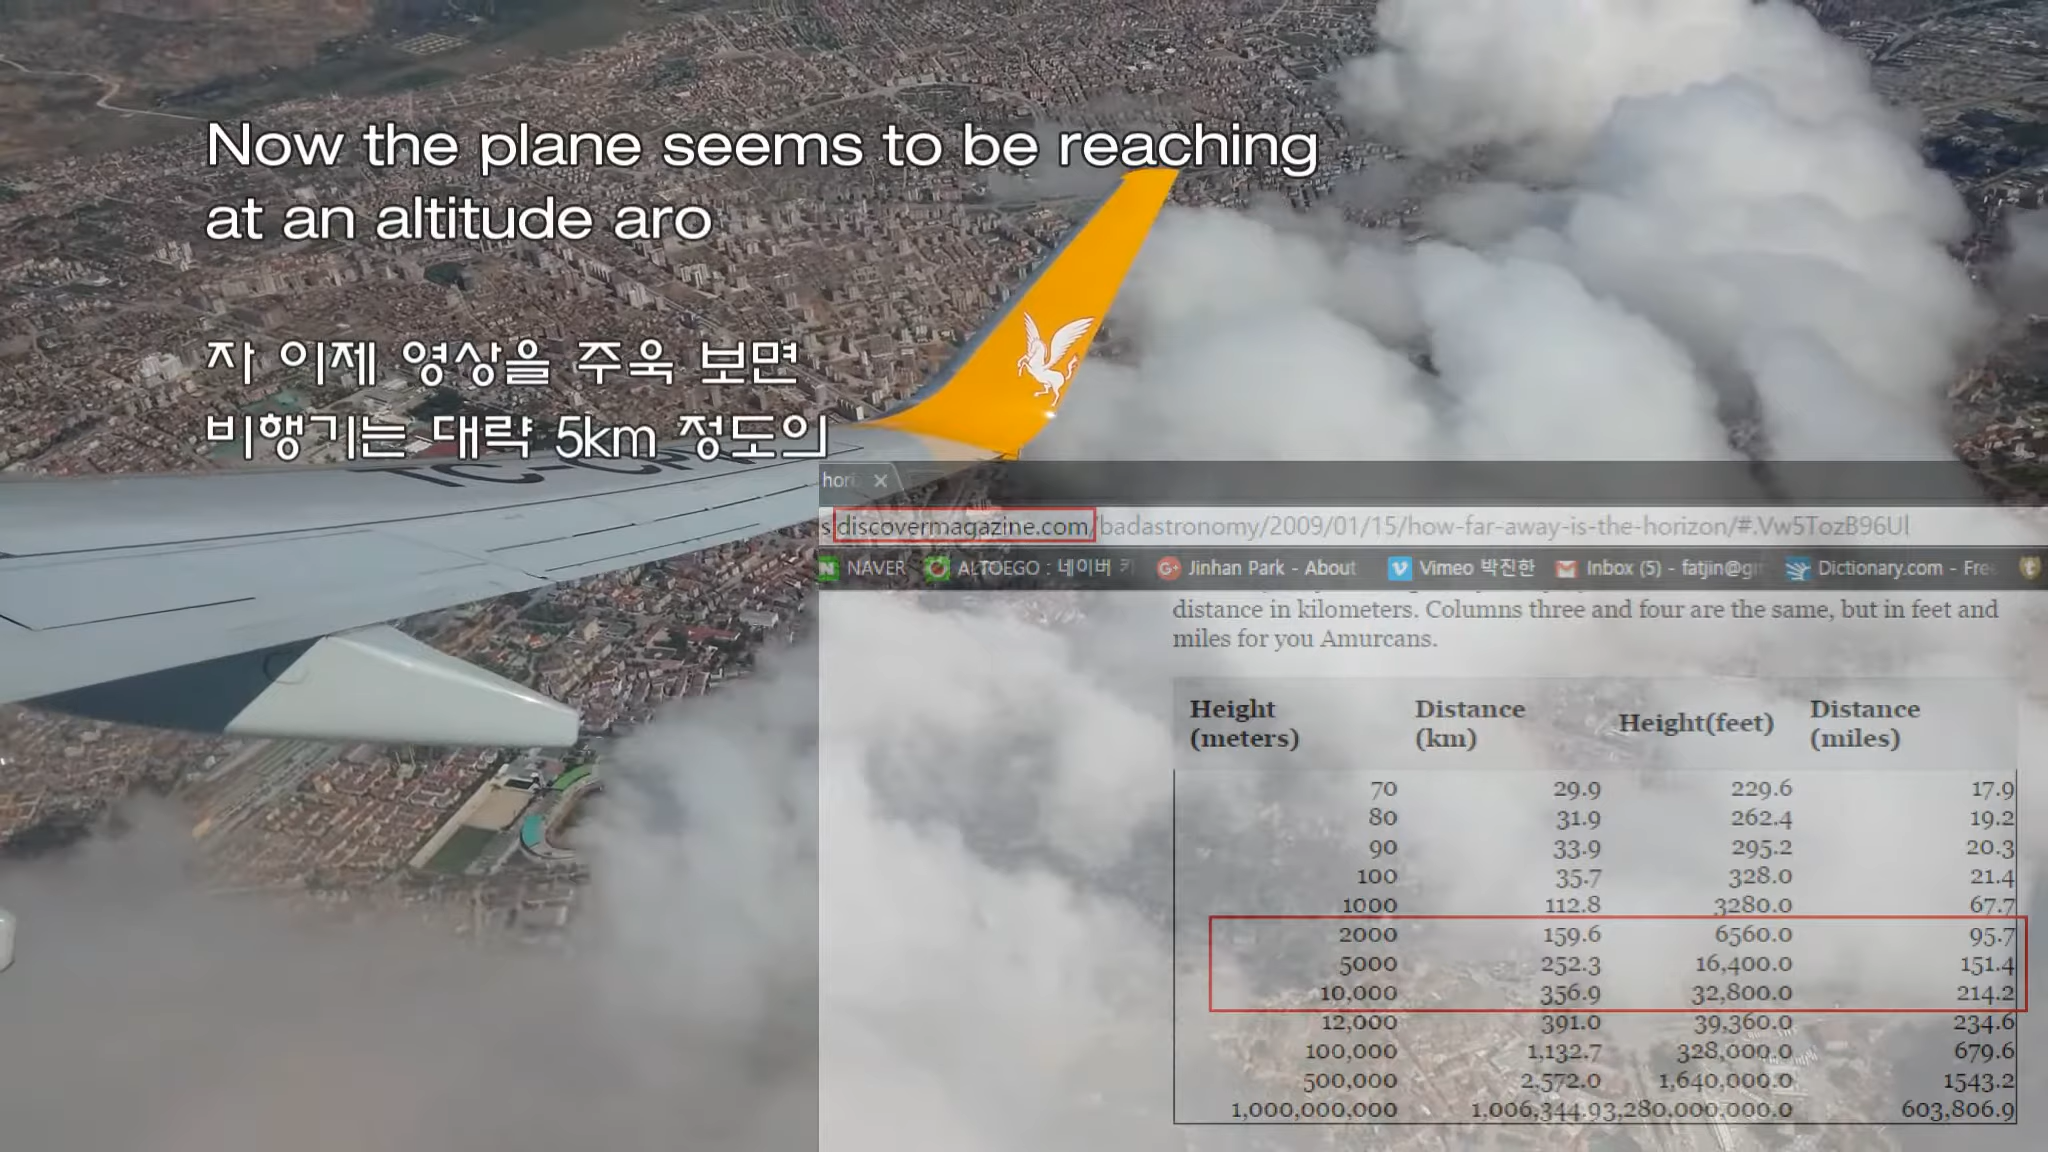 Now the plane seems to be reaching
at an altitude aro
자 이제 영상을 주욱 보면
비행기는 대략 5km 정도의
TC-
hori
s discovermagazine.com/badastronomy/2009/01/15/how-far-away-is-the-horizon/#.Vw5TozB96Ul
NAVER ALTOEGO : 네이버 Jinhan Park - About Vimeo 박진한 Inbox (5) - fatjin@gm Dictionary.com - Fre
distance in kilometers. Columns three and four are the same, but in feet and
miles for you Amurcans.
Height (meters) Distance (km) Height(feet) Distance (miles)
70 29.9 229.6 17.9
80 31.9 262.4 19.2
90 33.9 295.2 20.3
100 35.7 328.0 21.4
1000 112.8 3280.0 67.7
2000 159.6 6560.0 95.7
5000 252.3 16,400.0 151.4
10,000 356.9 32,800.0 214.2
12,000 391.0 39,360.0 234.6
100,000 1,132.7 328,000.0 679.6
500,000 2,572.0 1,640,000.0 1543.2
1,000,000,000 1,006,344.9 3,280,000,000.0 603,806.9